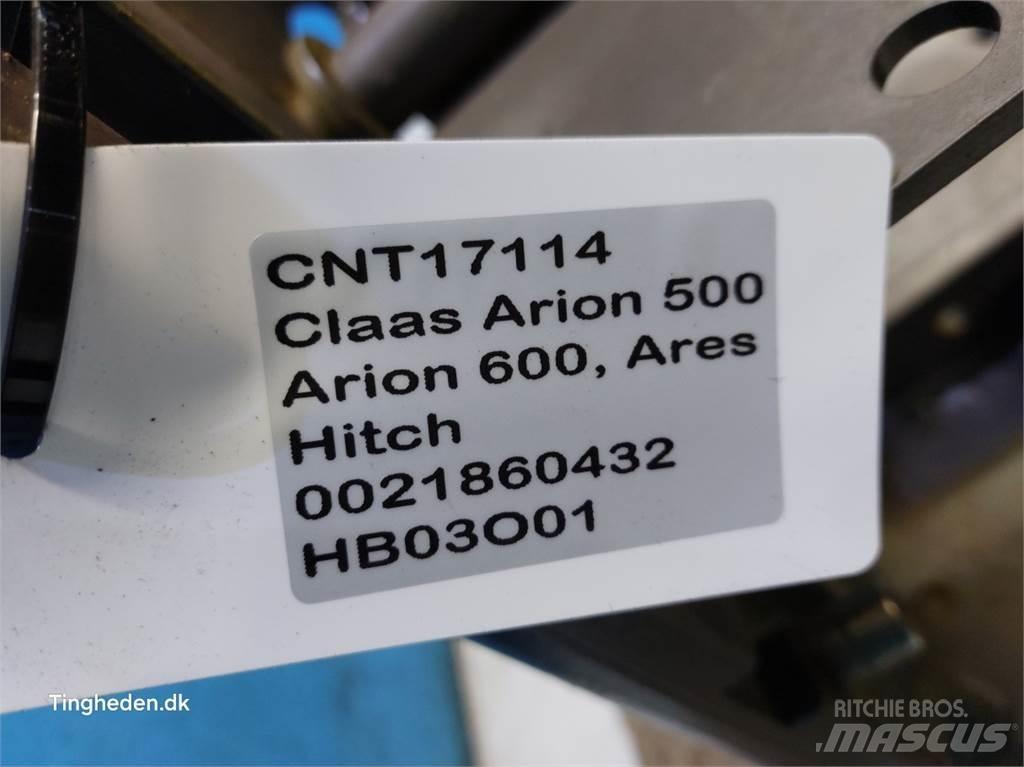 CNT17114
Claas Arion 500
Arion 600, Ares
Hitch
0021860432
HB03O01
Tingheden.dk
RITCHIE BROS.
MASCUS